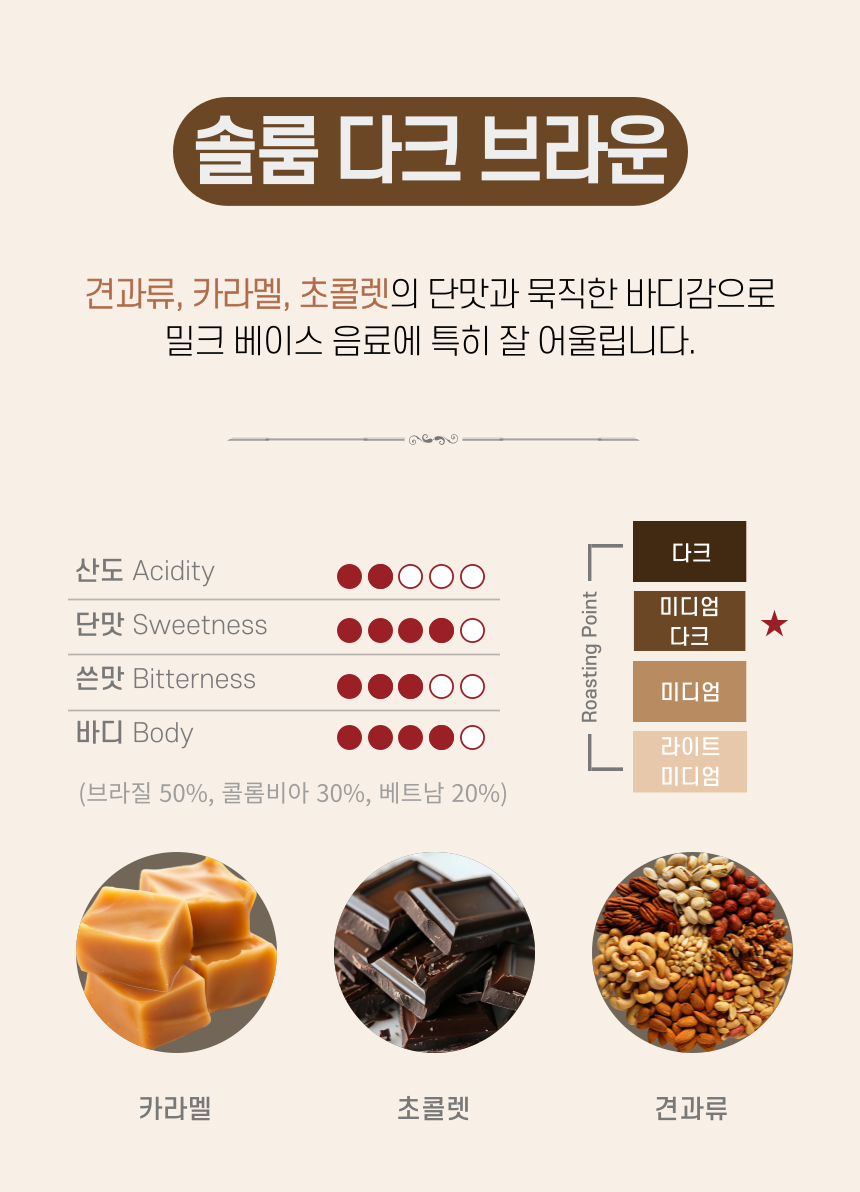 솔룸 다크 브라운
견과류, 카라멜, 초콜렛의 단맛과 묵직한 바디감으로
밀크 베이스 음료에 특히 잘 어울립니다.
산도 Acidity
단맛 Sweetness
쓴맛 Bitterness
바디 Body
(브라질 50%, 콜롬비아 30%, 베트남 20%)
Roasting Point
다크
미디엄
다크
미디엄
라이트
미디엄
카라멜
초콜렛
견과류